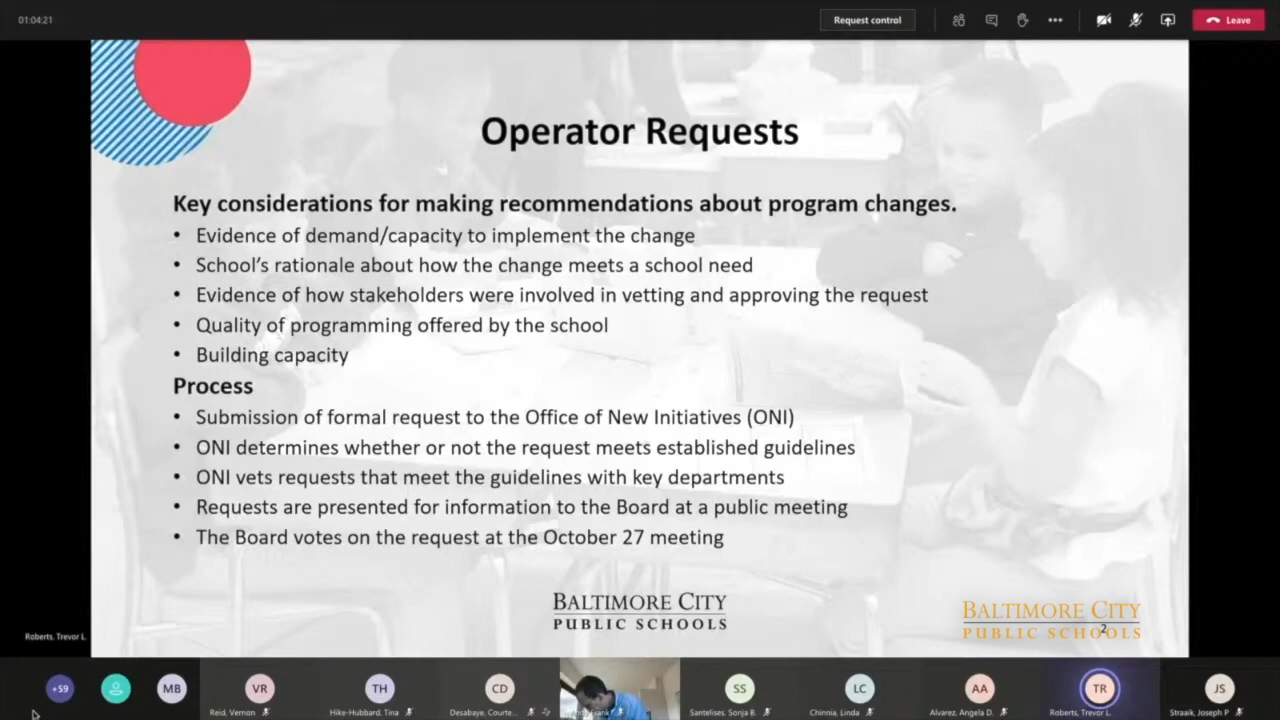 01:04:21
Request control
Leave
Operator Requests
Key considerations for making recommendations about program changes.
• Evidence of demand/capacity to implement the change
• School's rationale about how the change meets a school need
• Evidence of how stakeholders were involved in vetting and approving the request
• Quality of programming offered by the school
• Building capacity
Process
• Submission of formal request to the Office of New Initiatives (ONI)
• ONI determines whether or not the request meets established guidelines
• ONI vets requests that meet the guidelines with key departments
• Requests are presented for information to the Board at a public meeting
• The Board votes on the request at the October 27 meeting
BALTIMORE CITY
PUBLIC SCHOOLS
BALTIMORE CITY
PUBLIC SCHOOLS
2
Roberts, Trevor L.
+59
MB
VR
TH
CD
SS
LC
AA
TR
JS
Reid, Vernon
Hike-Hubbard, Tina
Desabaye, Courte...
Frank
Santelises, Sonja B.
Chinnia, Linda
Alvarez, Angela D.
Roberts, Trevor L.
Straaik, Joseph P